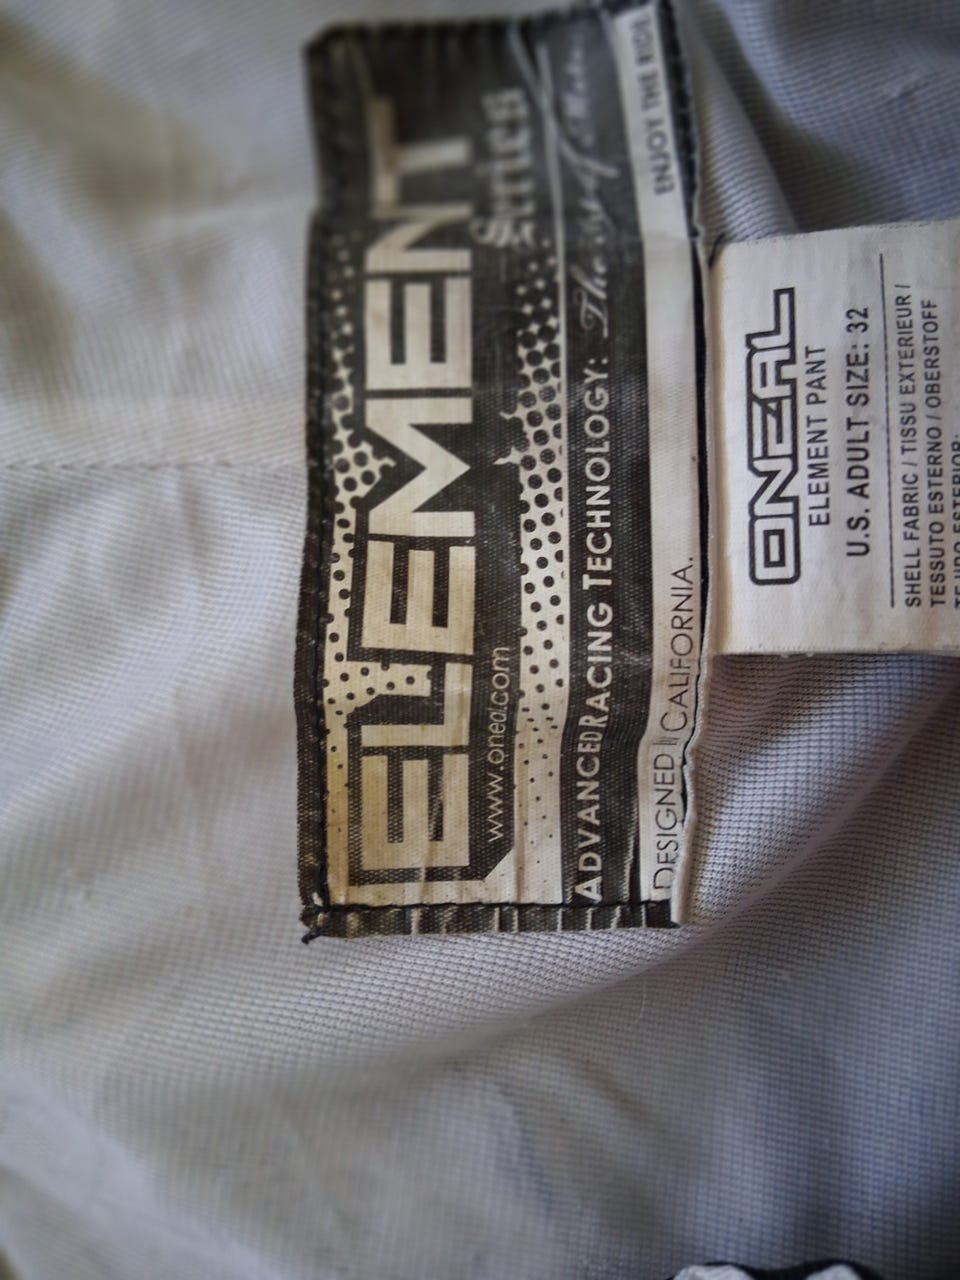 ELEMENT
Series
www.oneal.com
ADVANCED RACING TECHNOLOGY:
DESIGNED CALIFORNIA.
ENJOY THE RIDE
ONEAL
ELEMENT PANT
U.S. ADULT SIZE: 32
SHELL FABRIC / TISSU EXTERIEUR /
TESSUTO ESTERNO / OBERSTOFF